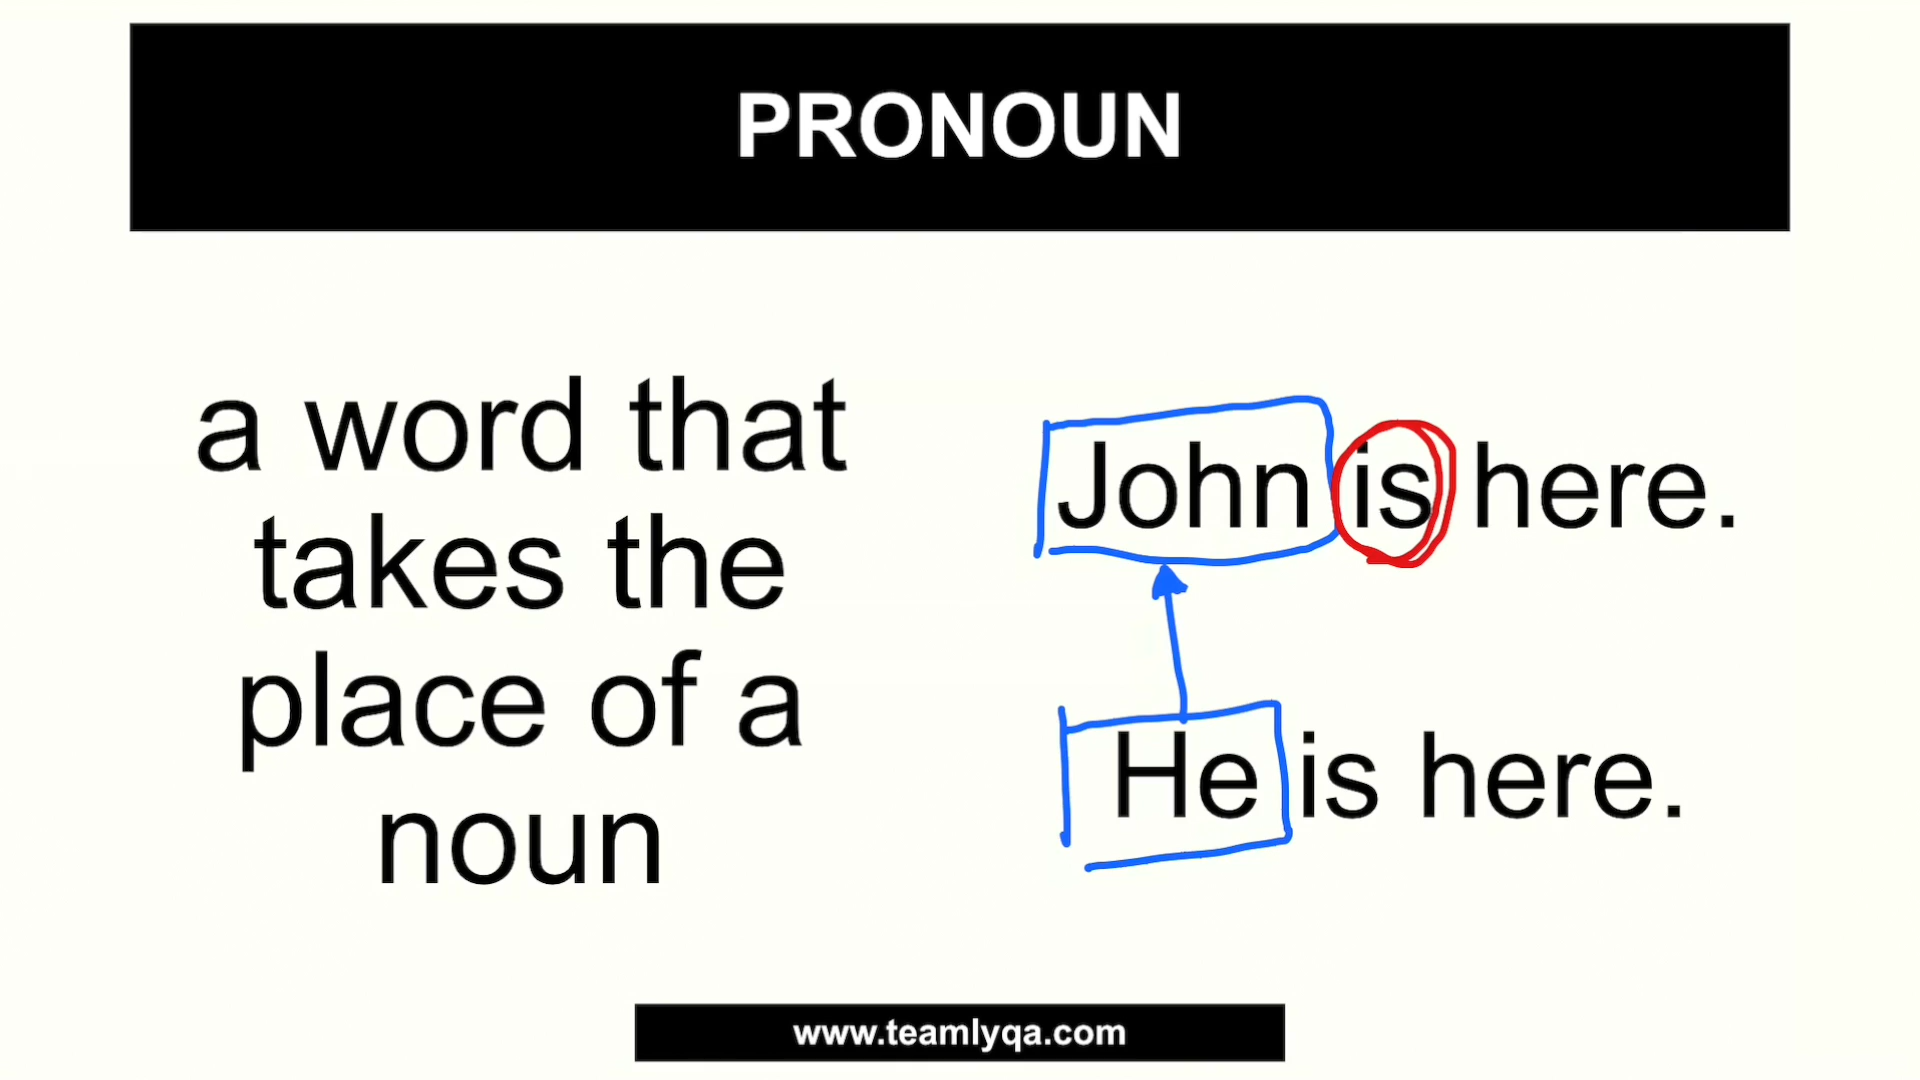 PRONOUN
a word that
takes the
place of a
noun
John is here.
He is here.
www.teamlyqa.com